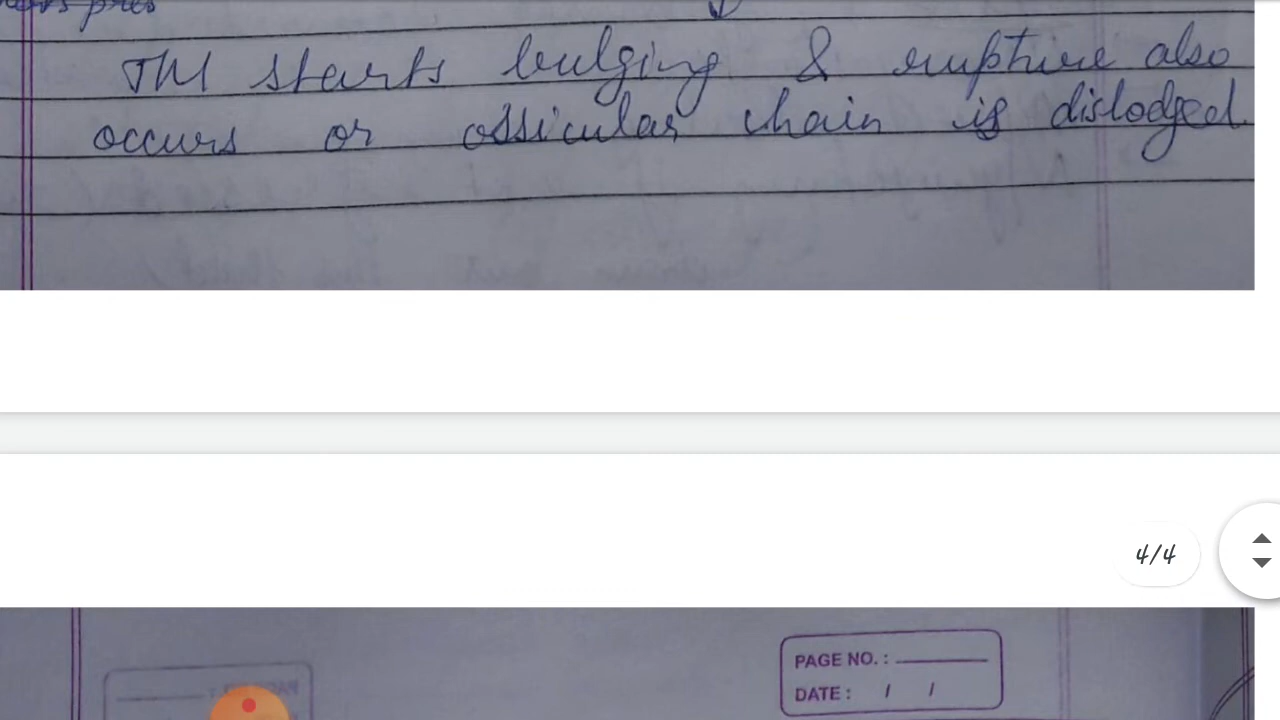 TM starts bulging & rupture also
occurs or ossicular chain is dislodged.
4/4
PAGE NO. :
DATE : / /